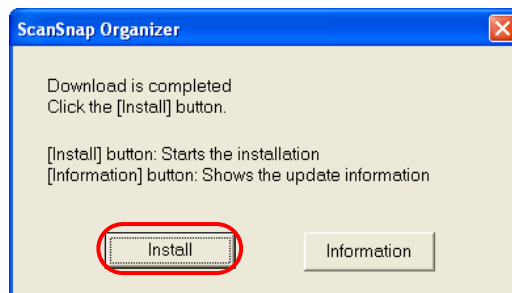 ScanSnap Organizer
Download is completed
Click the [Install] button.
[Install] button: Starts the installation
[Information] button: Shows the update information
Install
Information